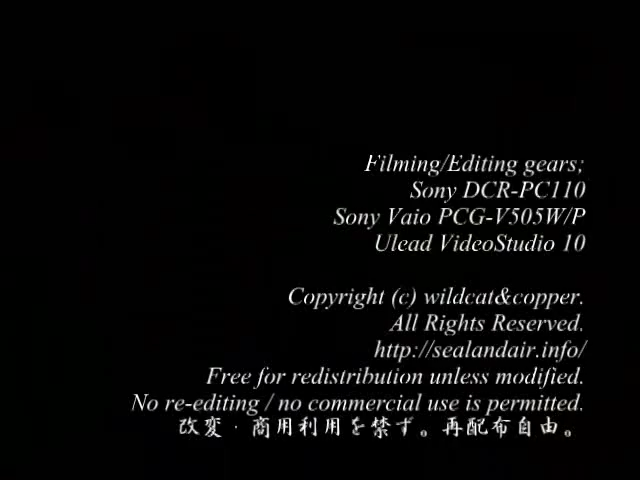 Filming/Editing gears;
Sony DCR-PC110
Sony Vaio PCG-V505W/P
Ulead VideoStudio 10
Copyright (c) wildcat&copper.
All Rights Reserved.
http://sealandair.info/
Free for redistribution unless modified.
No re-editing / no commercial use is permitted.
改変・商用利用を禁ず。再配布自由。